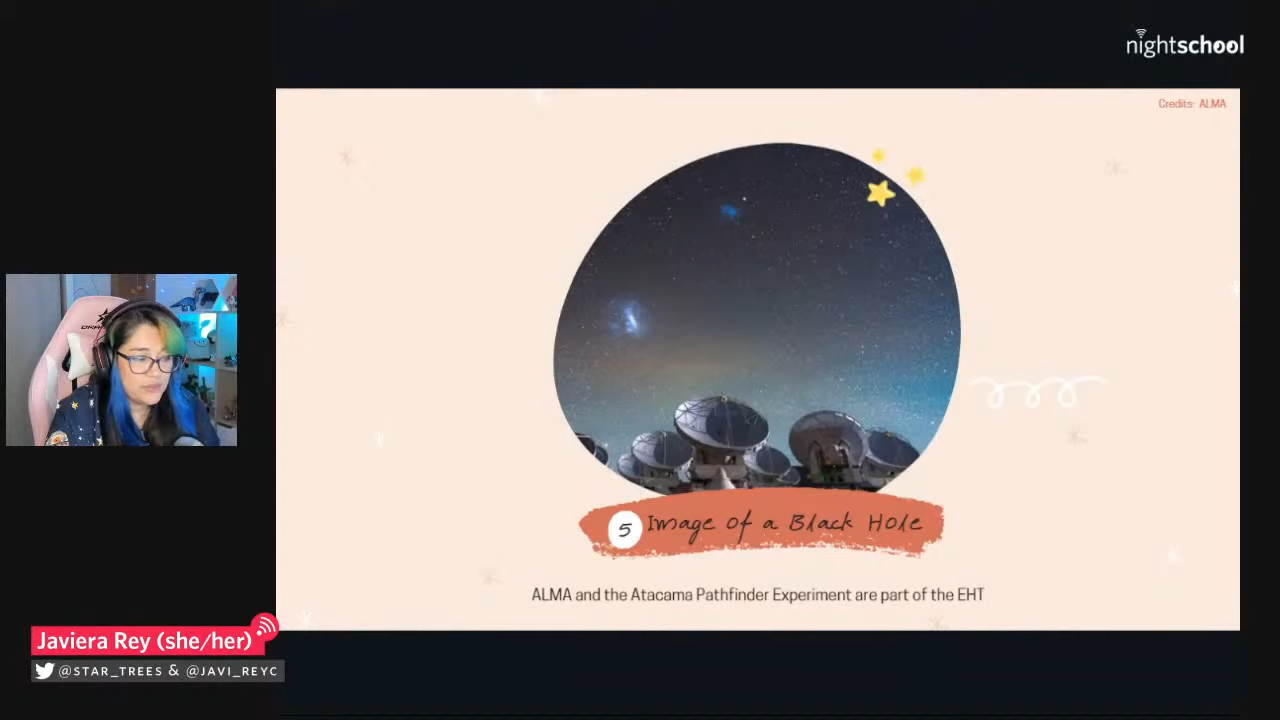 nightschool
Credits: ALMA
5 Image of a Black Hole
ALMA and the Atacama Pathfinder Experiment are part of the EHT
Javiera Rey (she/her)
@STAR_TREES & @JAVI_REYC